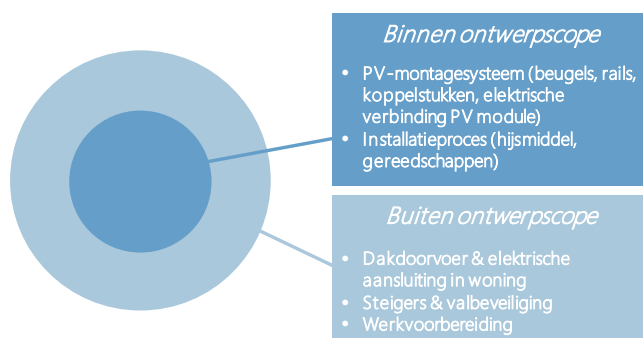 Binnen ontwerpscope
• PV-montagesysteem (beugels, rails,
koppelstukken, elektrische
verbinding PV module)
• Installatieproces (hijsmiddel,
gereedschappen)
Buiten ontwerpscope
• Dakdoorvoer & elektrische
aansluiting in woning
• Steigers & valbeveiliging
• Werkvoorbereiding